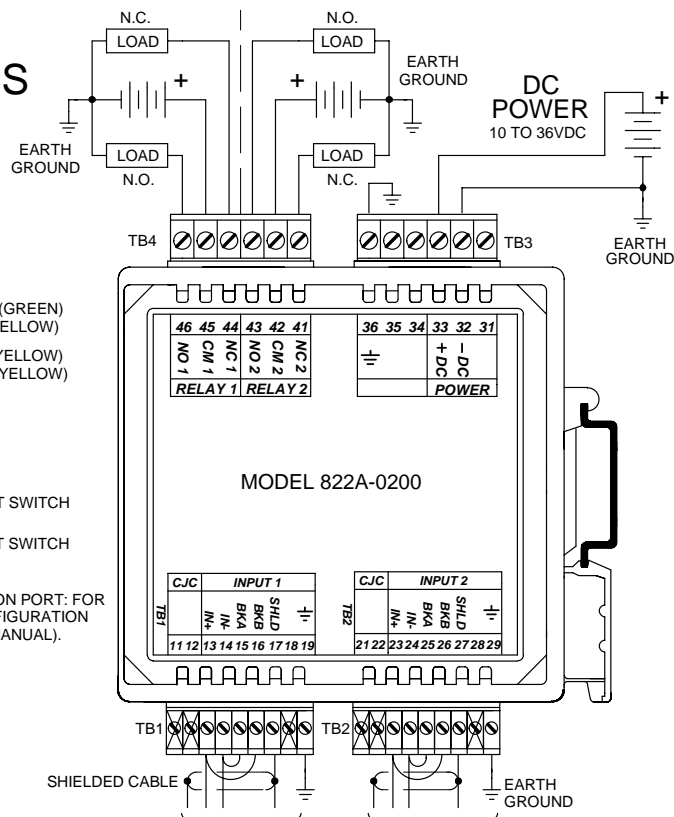 N.C.
LOAD
N.O.
LOAD
S
+
+
EARTH
GROUND
DC
POWER
10 TO 36VDC
+
EARTH
GROUND
LOAD
N.O.
LOAD
N.C.
TB4
TB3
EARTH
GROUND
(GREEN)
ELLOW)
YELLOW)
YELLOW)
46 45 44 43 42 41
NO 1
CM 1
NC 1
NO 2
CM 2
NC 2
RELAY 1 RELAY 2
36 35 34 33 32 31
+ DC
– DC
POWER
MODEL 822A-0200
T SWITCH
T SWITCH
ON PORT: FOR
FIGURATION
MANUAL).
CJC INPUT 1
TB1
IN+
IN-
BKA
BKB
SHLD
11 12 13 14 15 16 17 18 19
CJC INPUT 2
TB2
IN+
IN-
BKA
BKB
SHLD
21 22 23 24 25 26 27 28 29
TB1
TB2
SHIELDED CABLE
EARTH
GROUND